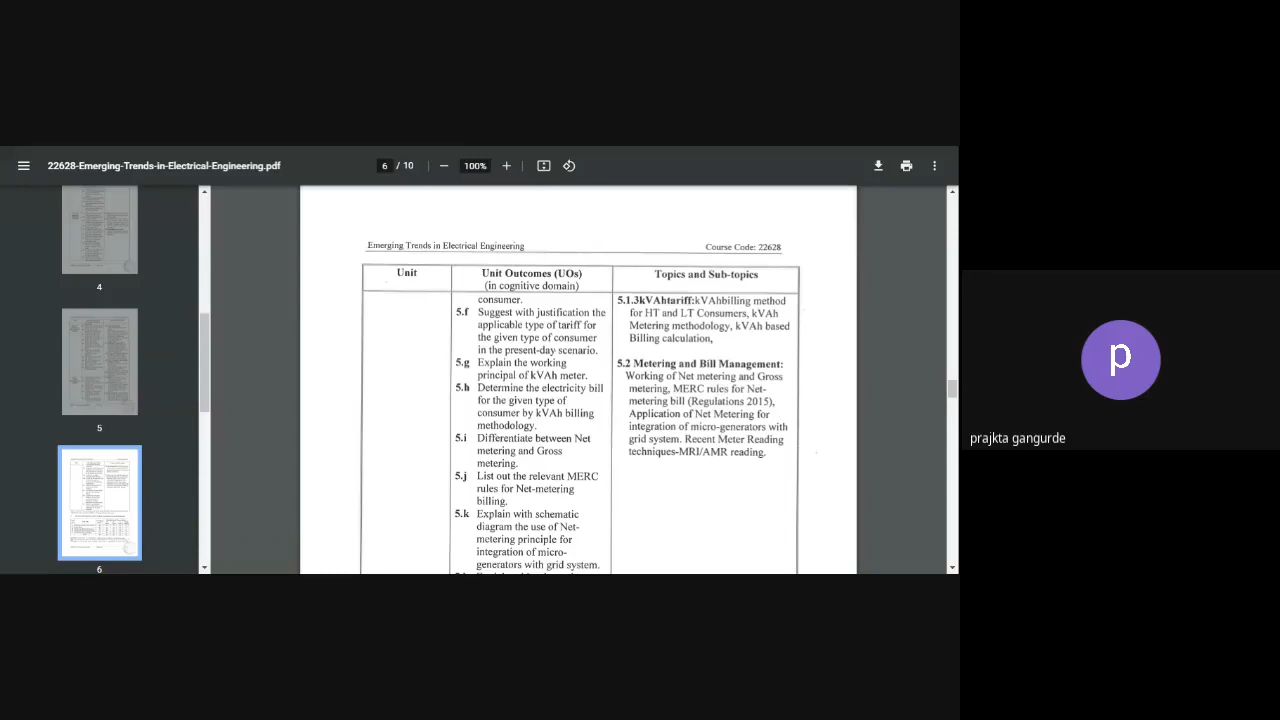 22628-Emerging-Trends-in-Electrical-Engineering.pdf
6 / 10
100%
4
5
6
Emerging Trends in Electrical Engineering
Course Code: 22628
Unit
Unit Outcomes (UOs)
(in cognitive domain)
Topics and Sub-topics
consumer.
5.f Suggest with justification the
applicable type of tariff for
the given type of consumer
in the present-day scenario.
5.g Explain the working
principal of kVAh meter.
5.h Determine the electricity bill
for the given type of
consumer by kVAh billing
methodology.
5.i Differentiate between Net
metering and Gross
metering.
5.j List out the relevant MERC
rules for Net-metering
billing.
5.k Explain with schematic
diagram the use of Net-
metering principle for
integration of micro-
generators with grid system.
5.1.3kVAhtariff:kVAhbilling method
for HT and LT Consumers, kVAh
Metering methodology, kVAh based
Billing calculation,
5.2 Metering and Bill Management:
Working of Net metering and Gross
metering, MERC rules for Net-
metering bill (Regulations 2015),
Application of Net Metering for
integration of micro-generators with
grid system. Recent Meter Reading
techniques-MRI/AMR reading.
p
prajkta gangurde